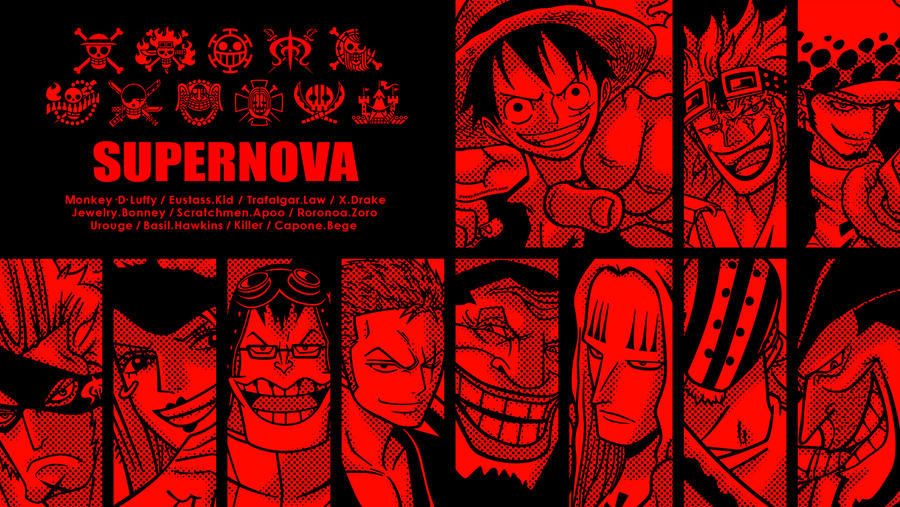 SUPERNOVA
Monkey·D·Luffy / Eustass.Kid / Trafalgar.Law / X.Drake
Jewelry.Bonney / Scratchmen.Apoo / Roronoa.Zoro
Urouge / Basil.Hawkins / Killer / Capone.Bege